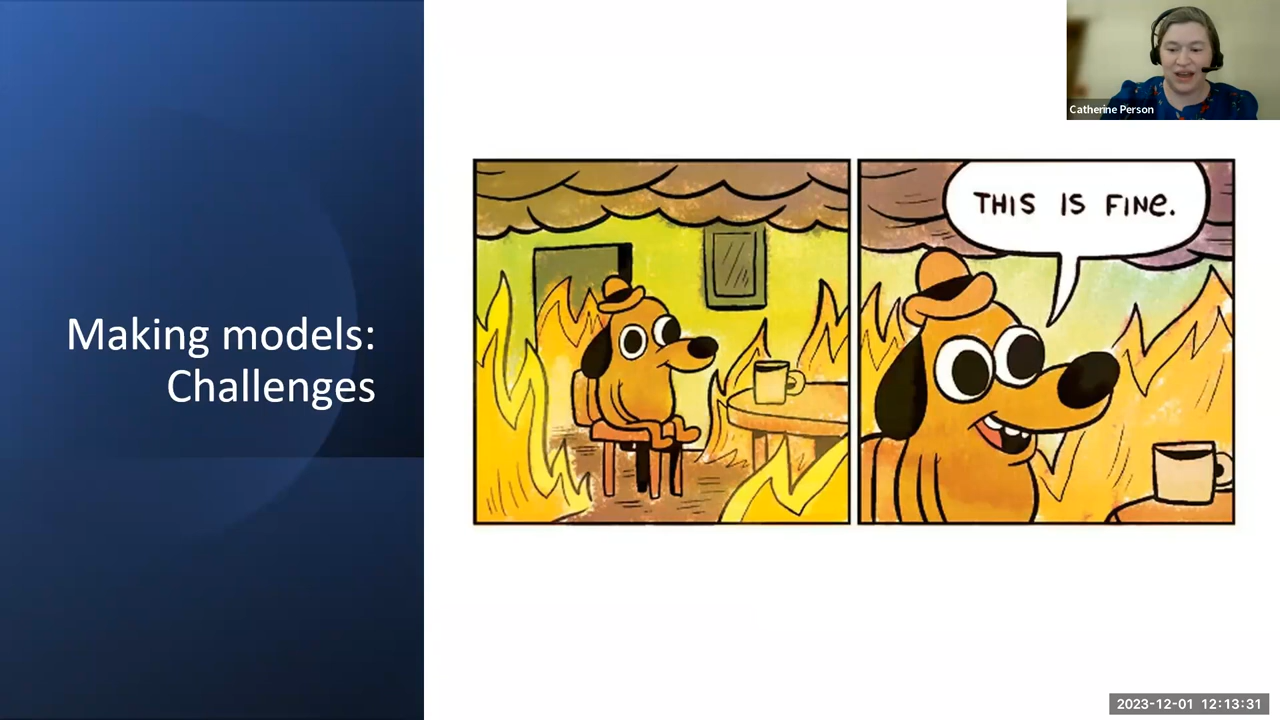 Making models:
Challenges
THIS IS FINE.
Catherine Person
2023-12-01 12:13:31